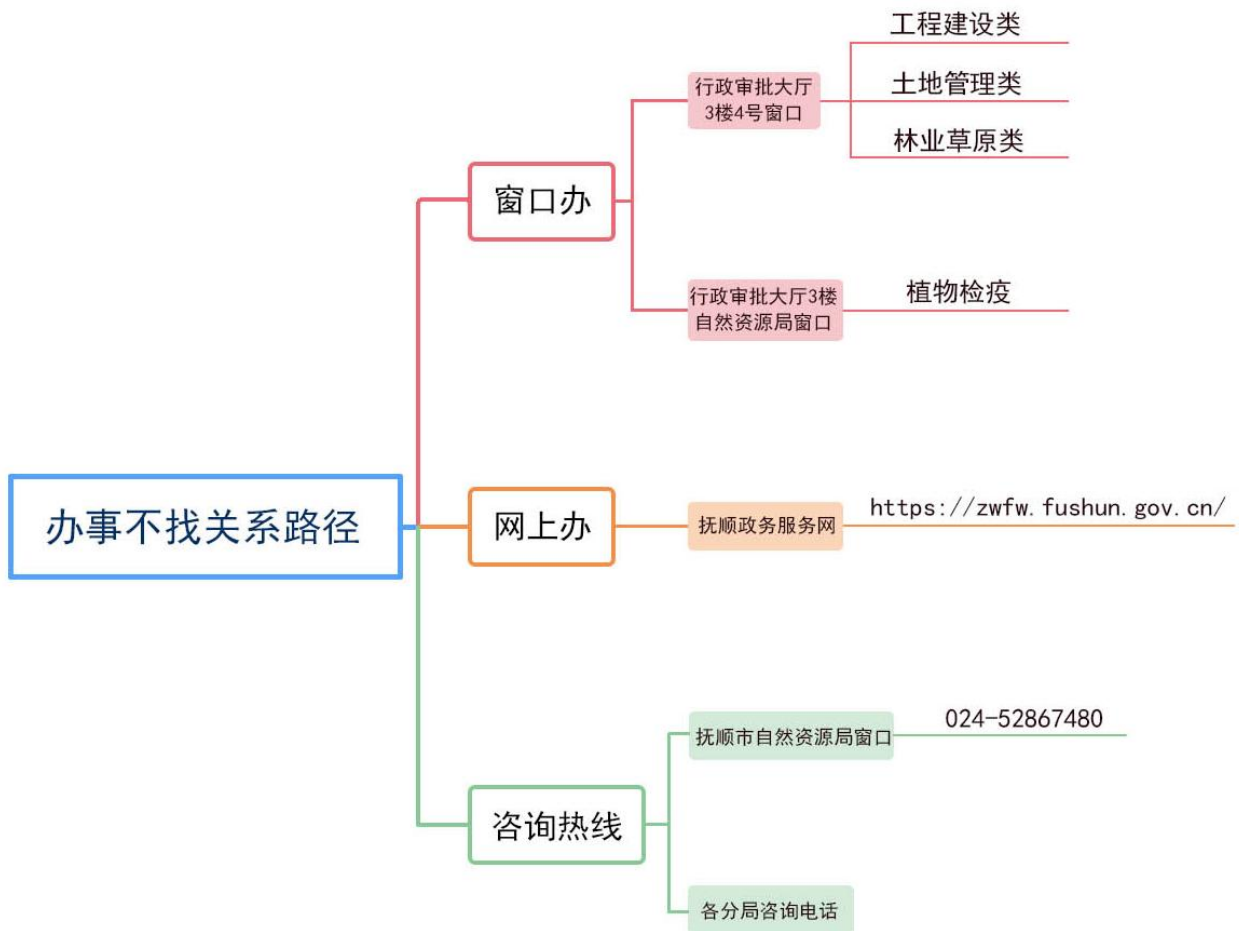 办事不找关系路径
窗口办
行政审批大厅
3楼4号窗口
工程建设类
土地管理类
林业草原类
行政审批大厅3楼
自然资源局窗口
植物检疫
网上办
抚顺政务服务网
https://zwfw.fushun.gov.cn/
咨询热线
抚顺市自然资源局窗口
024-52867480
各分局咨询电话